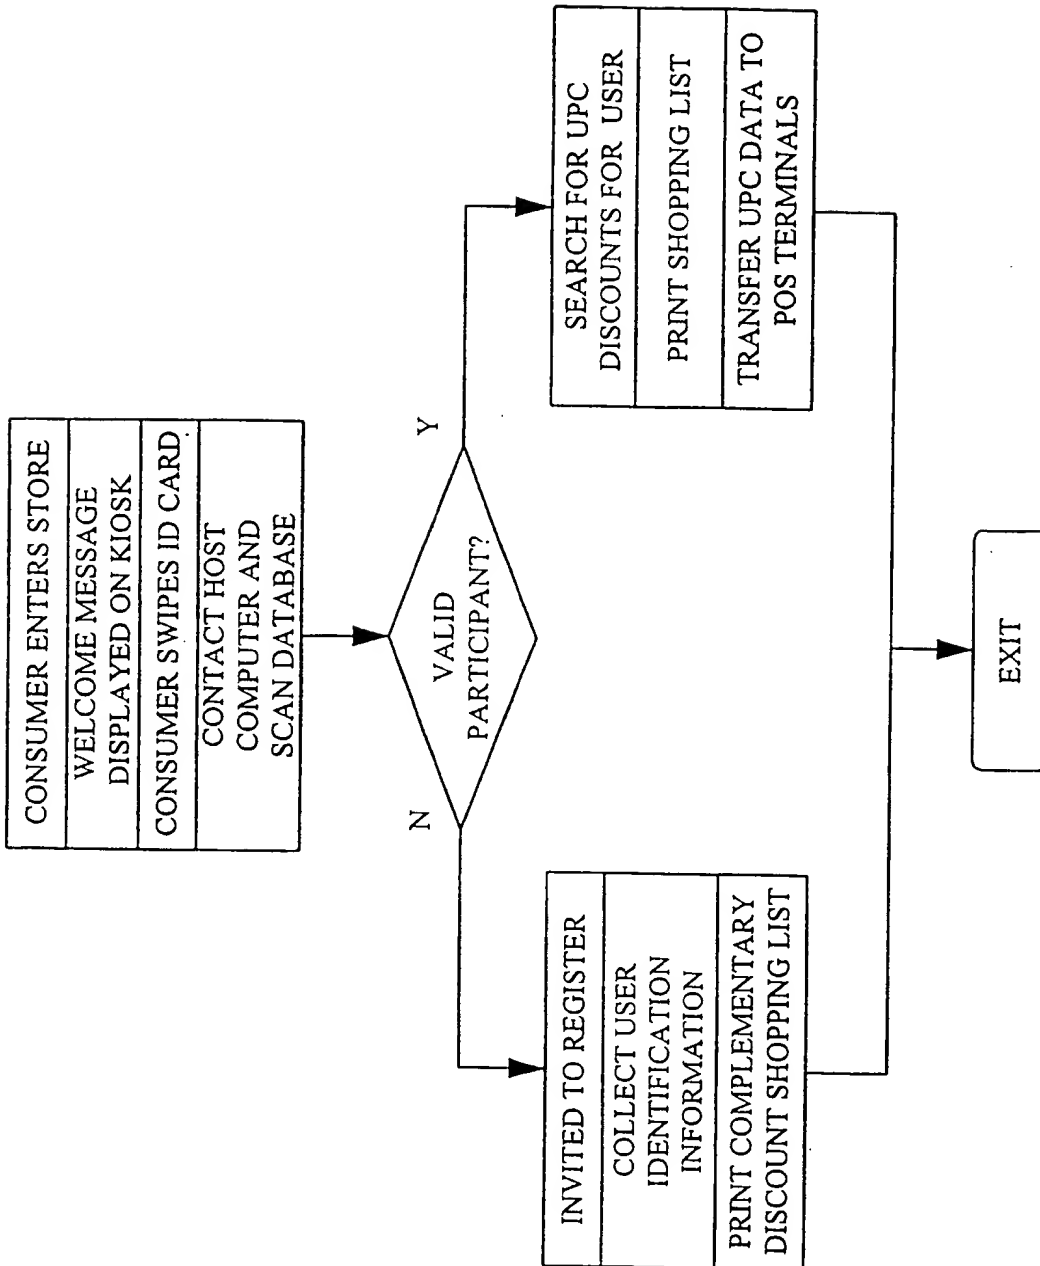 CONSUMER ENTERS STORE
WELCOME MESSAGE
DISPLAYED ON KIOSK
CONSUMER SWIPES ID CARD
CONTACT HOST
COMPUTER AND
SCAN DATABASE
VALID
PARTICIPANT?
N
Y
INVITED TO REGISTER
COLLECT USER
IDENTIFICATION
INFORMATION
PRINT COMPLEMENTARY
DISCOUNT SHOPPING LIST
SEARCH FOR UPC
DISCOUNTS FOR USER
PRINT SHOPPING LIST
TRANSFER UPC DATA TO
POS TERMINALS
EXIT